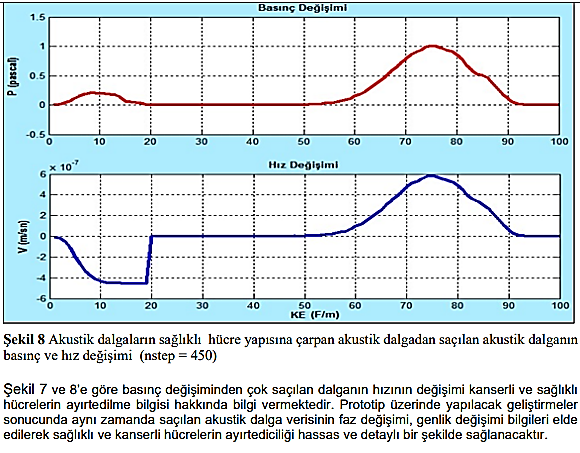 Basınç Değişimi
1.5
1
0.5
0
-0.5
P (pascal)
0 10 20 30 40 50 60 70 80 90 100
Hız Değişimi
x 10-7
6
4
2
0
-2
-4
-6
V (m/sn)
0 10 20 30 40 50 60 70 80 90 100
KE (F/m)
Şekil 8 Akustik dalgaların sağlıklı hücre yapısına çarpan akustik dalgadan saçılan akustik dalganın
basınç ve hız değişimi (nstep = 450)
Şekil 7 ve 8'e göre basınç değişiminden çok saçılan dalganın hızının değişimi kanserli ve sağlıklı
hücrelerin ayırtedilme bilgisi hakkında bilgi vermektedir. Prototip üzerinde yapılacak geliştirmeler
sonucunda aynı zamanda saçılan akustik dalga verisinin faz değişimi, genlik değişimi bilgileri elde
edilerek sağlıklı ve kanserli hücrelerin ayırtediciliği hassas ve detaylı bir şekilde sağlanacaktır.